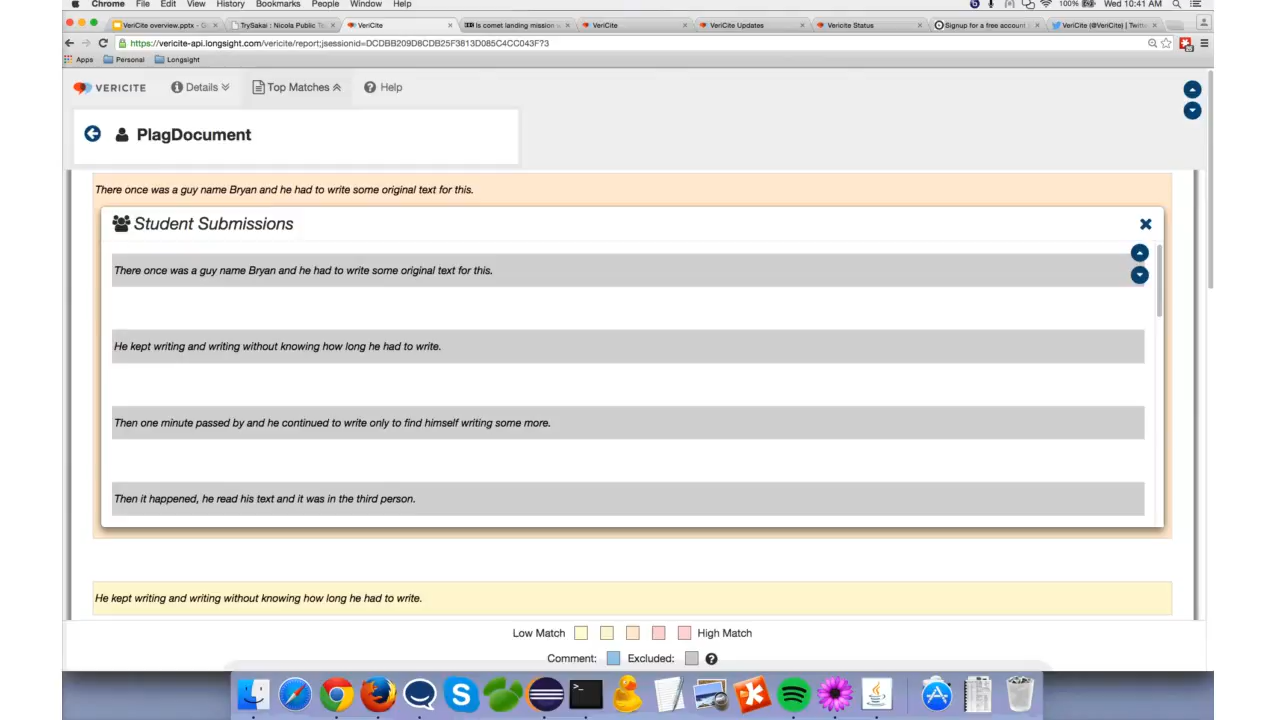 Chrome File Edit View History Bookmarks People Window Help 100% Wed 10:41 AM
VeriCite overview.pptx - G TrySakai : Nicola Public VeriCite Is comet landing mission VeriCite VeriCite Updates Vericite Status Signup for a free account VeriCite (@VeriCite) | Twitt
https://vericite-api.longsight.com/vericite/report;jsessionid=DCDBB209D8CDB25F3813D085C4CC043F?3
Apps Personal Longsight
VERICITE Details Top Matches Help
PlagDocument
There once was a guy name Bryan and he had to write some original text for this.
Student Submissions
There once was a guy name Bryan and he had to write some original text for this.
He kept writing and writing without knowing how long he had to write.
Then one minute passed by and he continued to write only to find himself writing some more.
Then it happened, he read his text and it was in the third person.
He kept writing and writing without knowing how long he had to write.
Low Match High Match
Comment: Excluded: